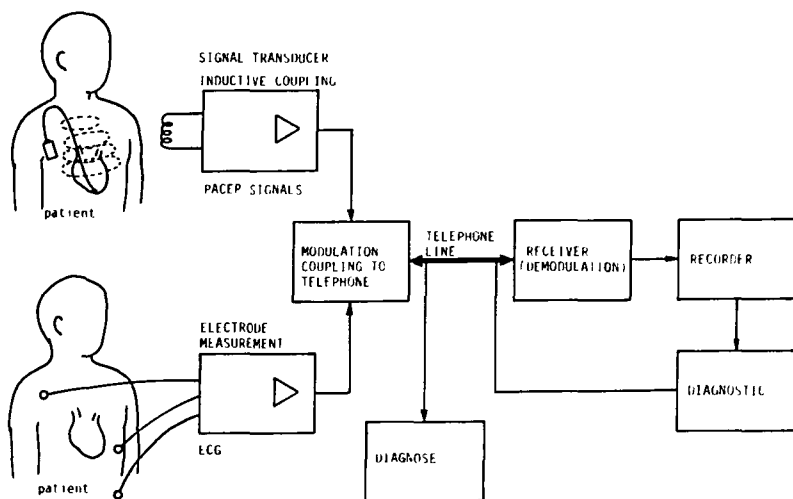 SIGNAL TRANSDUCER
INDUCTIVE COUPLING
PACEP SIGNALS
patient
MODULATION
COUPLING TO
TELEPHONE
TELEPHONE
LINE
RECEIVER
(DEMODULATION)
RECORDER
ELECTRODE
MEASUREMENT
ECG
DIAGNOSTIC
DIAGNOSE
patient